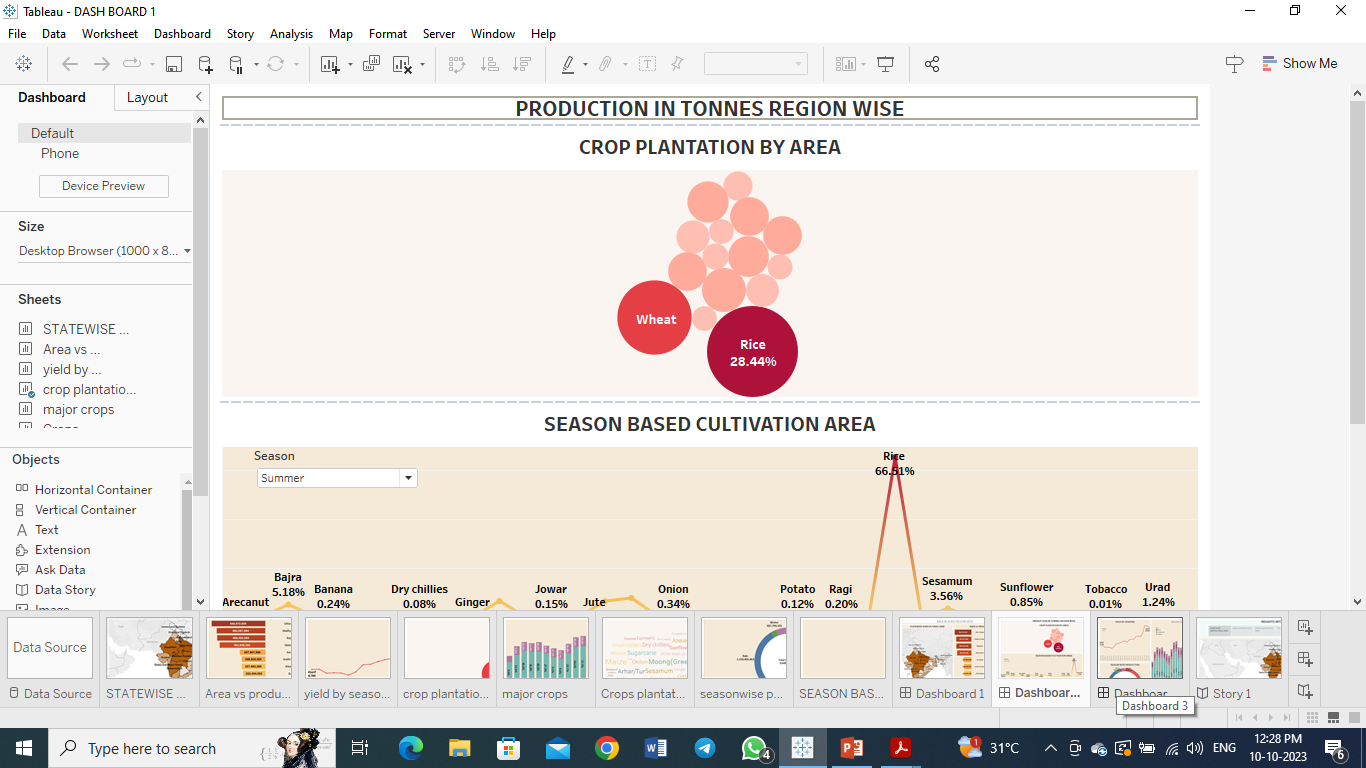 Tableau - DASH BOARD 1
File Data Worksheet Dashboard Story Analysis Map Format Server Window Help
Show Me
Dashboard Layout
Default
Phone
Device Preview
Size
Desktop Browser (1000 x 8...
Sheets
STATEWISE ...
Area vs ...
yield by ...
crop plantatio...
major crops
Objects
Horizontal Container
Vertical Container
Text
Extension
Ask Data
Data Story
Image
PRODUCTION IN TONNES REGION WISE
CROP PLANTATION BY AREA
Wheat
Rice
28.44%
SEASON BASED CULTIVATION AREA
Season
Summer
Rice
66.61%
Arecanut
Bajra
5.18%
Banana
0.24%
Dry chillies
0.08%
Ginger
Jowar
0.15%
Jute
Onion
0.34%
Potato
0.12%
Ragi
0.20%
Sesamum
3.56%
Sunflower
0.85%
Tobacco
0.01%
Urad
1.24%
Data Source
Data Source
STATEWISE ...
Area vs produ...
yield by seaso...
crop plantatio...
major crops
Crops plantat...
seasonwise p...
SEASON BAS...
Dashboard 1
Dashboar...
Dashboar...
Story 1
Dashboard 3
Type here to search
4
1
31°C
ENG
12:28 PM
10-10-2023
6